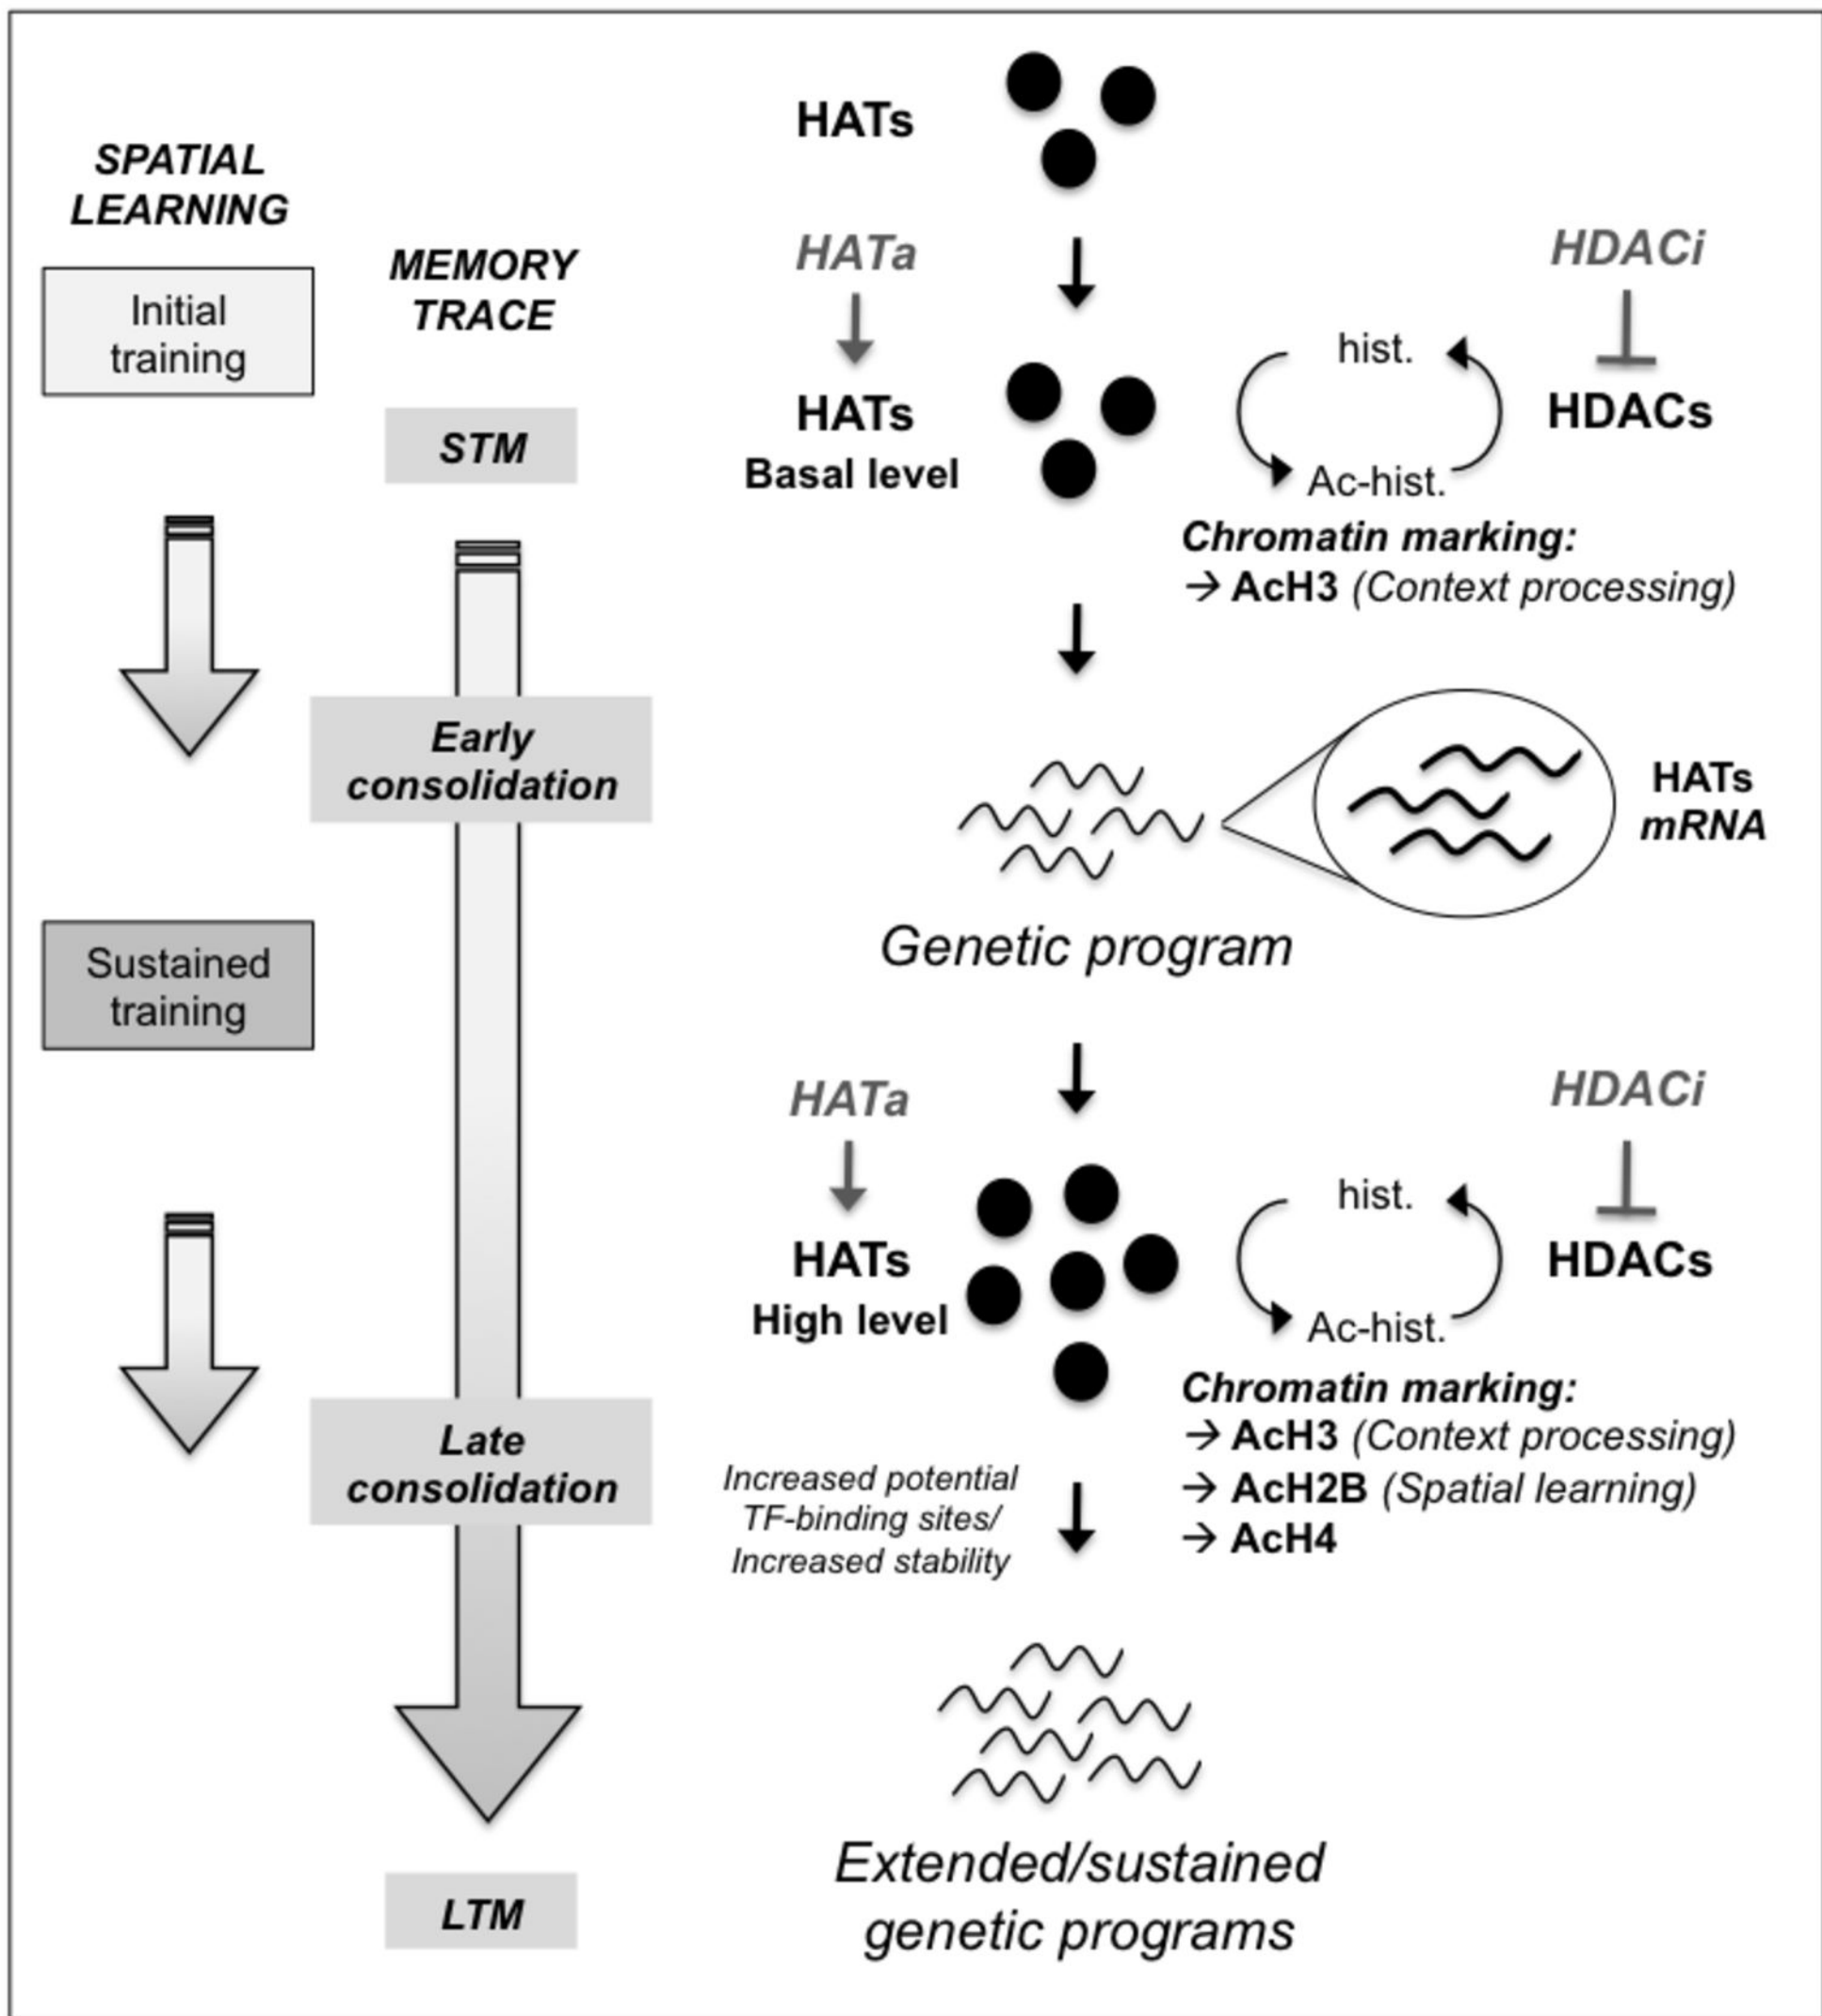 SPATIAL
LEARNING
Initial
training
Sustained
training
MEMORY
TRACE
STM
Early
consolidation
Late
consolidation
LTM
HATs
HATa
HATs
Basal level
hist.
Ac-hist.
HDACi
HDACs
Chromatin marking:
→ AcH3 (Context processing)
HATs
mRNA
Genetic program
HATa
HATs
High level
hist.
Ac-hist.
HDACi
HDACs
Chromatin marking:
→ AcH3 (Context processing)
→ AcH2B (Spatial learning)
→ AcH4
Increased potential
TF-binding sites/
Increased stability
Extended/sustained
genetic programs